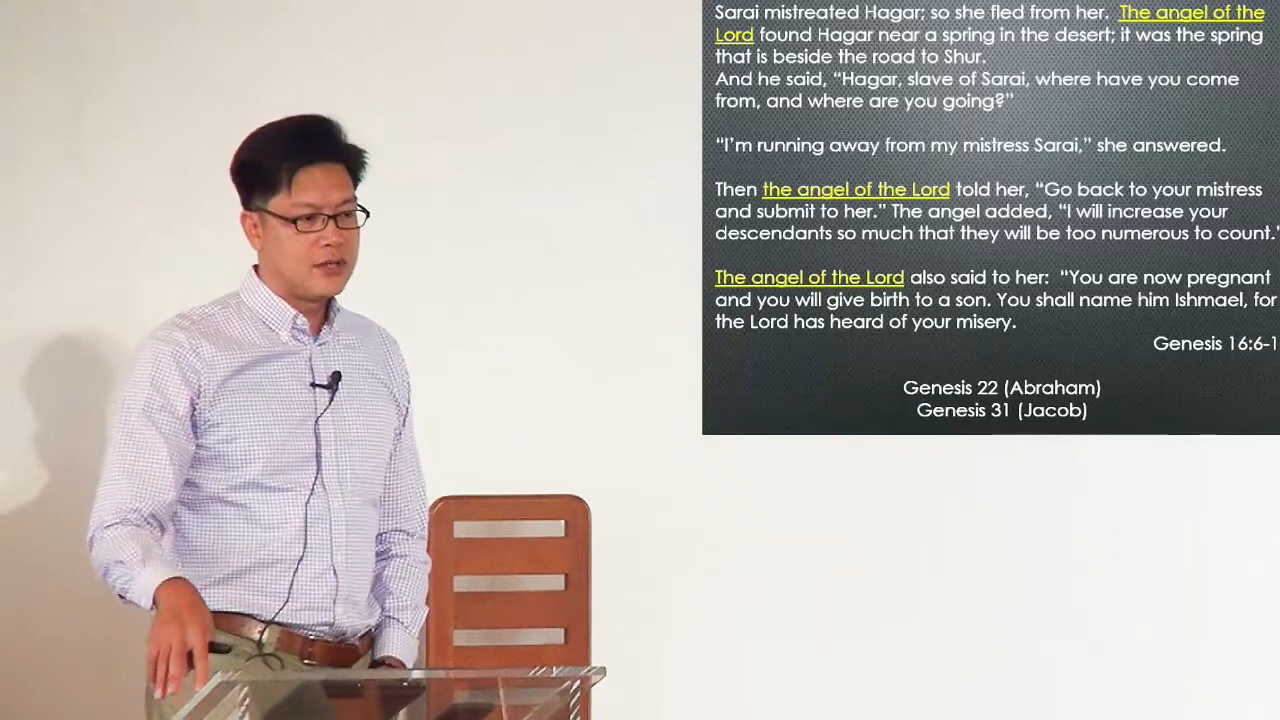 Sarai mistreated Hagar; so she fled from her. The angel of the
Lord found Hagar near a spring in the desert; it was the spring
that is beside the road to Shur.
And he said, “Hagar, slave of Sarai, where have you come
from, and where are you going?”
“I’m running away from my mistress Sarai,” she answered.
Then the angel of the Lord told her, “Go back to your mistress
and submit to her.” The angel added, “I will increase your
descendants so much that they will be too numerous to count.”
The angel of the Lord also said to her: “You are now pregnant
and you will give birth to a son. You shall name him Ishmael, for
the Lord has heard of your misery.
Genesis 16:6-1
Genesis 22 (Abraham)
Genesis 31 (Jacob)